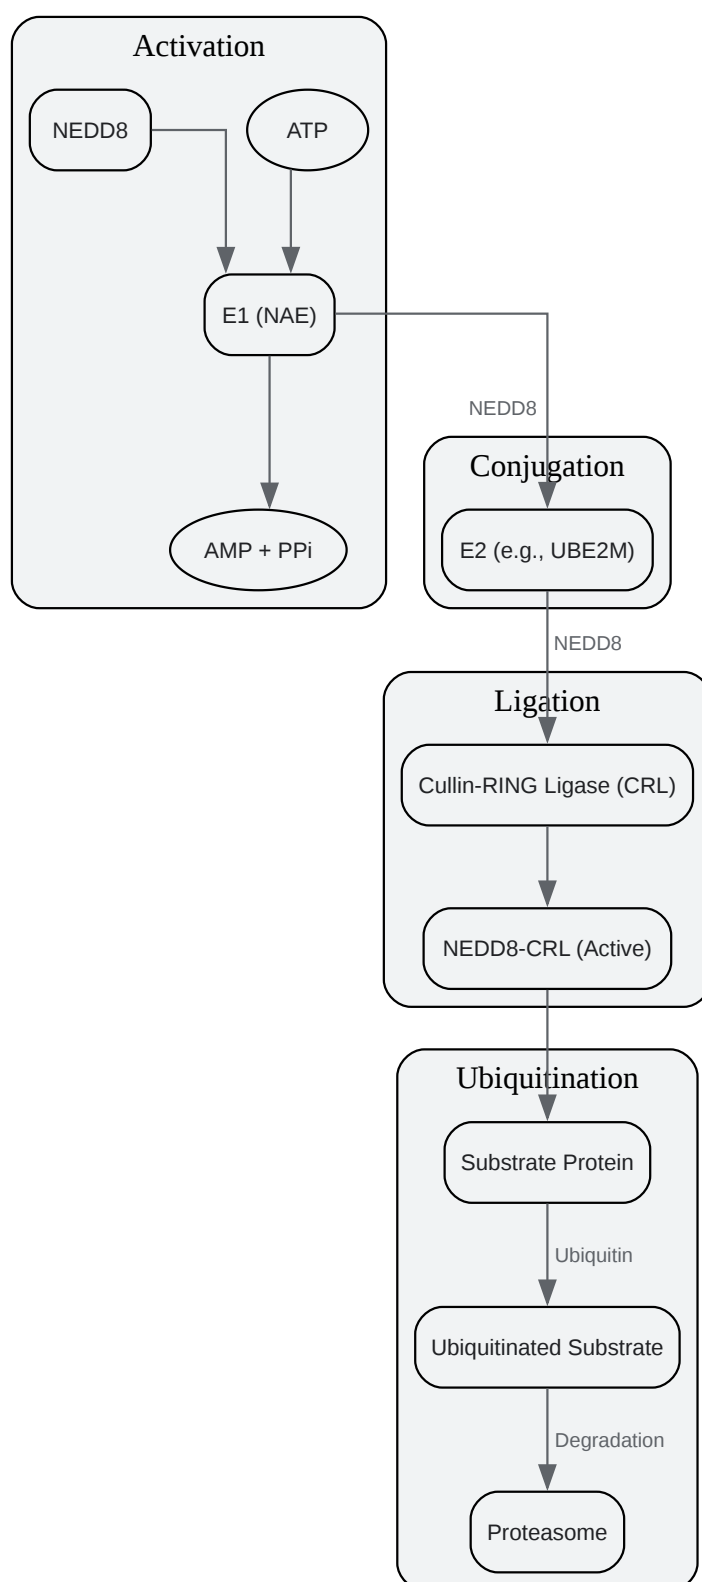 Activation
NEDD8
ATP
E1 (NAE)
NEDD8
AMP + PPi
Conjugation
E2 (e.g., UBE2M)
NEDD8
Ligation
Cullin-RING Ligase (CRL)
NEDD8-CRL (Active)
Ubiquitination
Substrate Protein
Ubiquitin
Ubiquitinated Substrate
Degradation
Proteasome